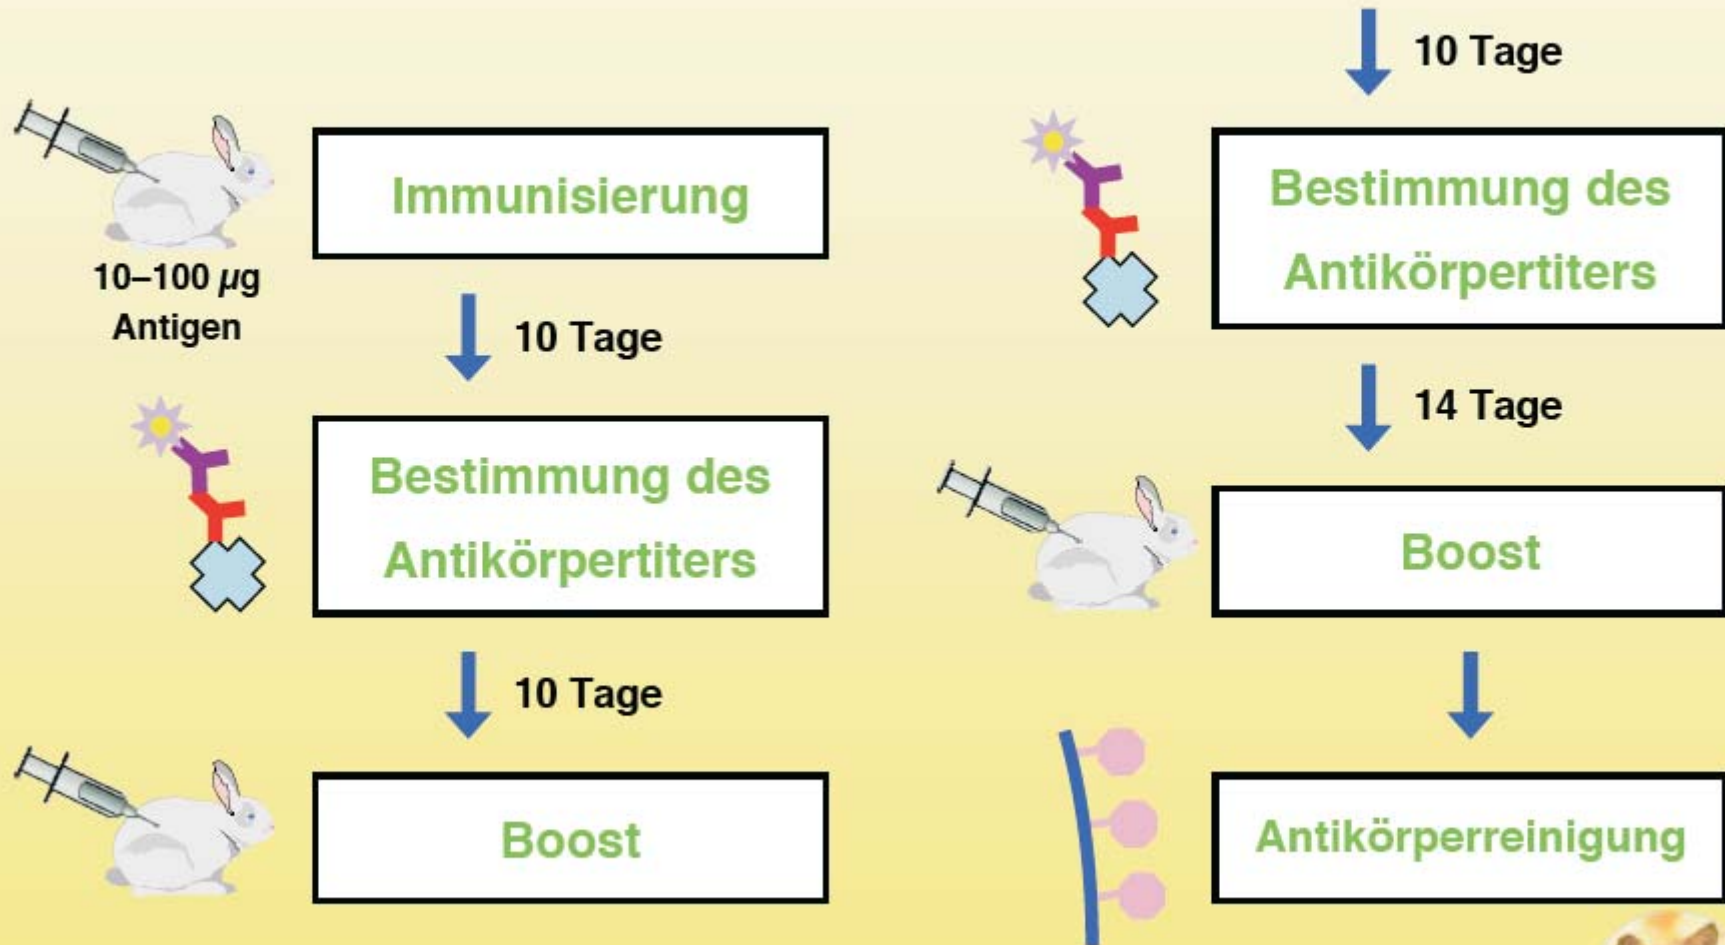 Immunisierung
10–100 µg
Antigen
10 Tage
Bestimmung des
Antikörpertiters
10 Tage
Boost
10 Tage
Bestimmung des
Antikörpertiters
14 Tage
Boost
Antikörperreinigung